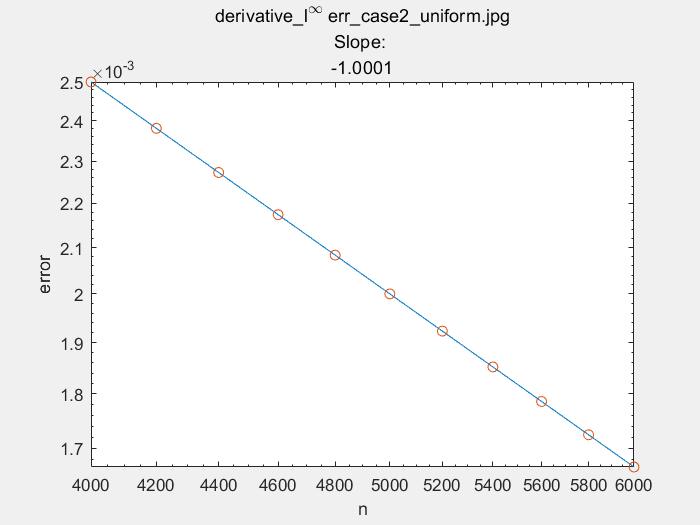 derivative_l∞ err_case2_uniform.jpg
Slope:
-1.0001
×10-3
2.5
2.4
2.3
2.2
2.1
2
1.9
1.8
1.7
error
4000 4200 4400 4600 4800 5000 5200 5400 5600 5800 6000
n